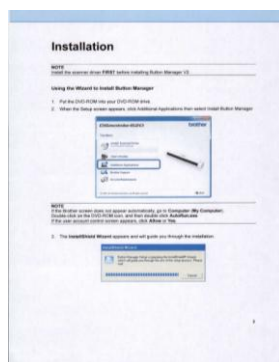 Installation
NOTE
Install the scanner driver FIRST before installing Button Manager V2.
Using the Wizard to Install Button Manager
1. Put the DVD-ROM into your DVD-ROM drive.
2. When the Setup screen appears, click Additional Applications then select Install Button Manager
brother
NOTE
If the Brother screen does not appear automatically, go to Computer (My Computer).
Double click on the DVD-ROM icon, and then double click AutoRun.exe
If the user account control screen appears, click Allow or Yes.
3. The InstallShield Wizard appears and will guide you through the installation.
InstallShield Wizard